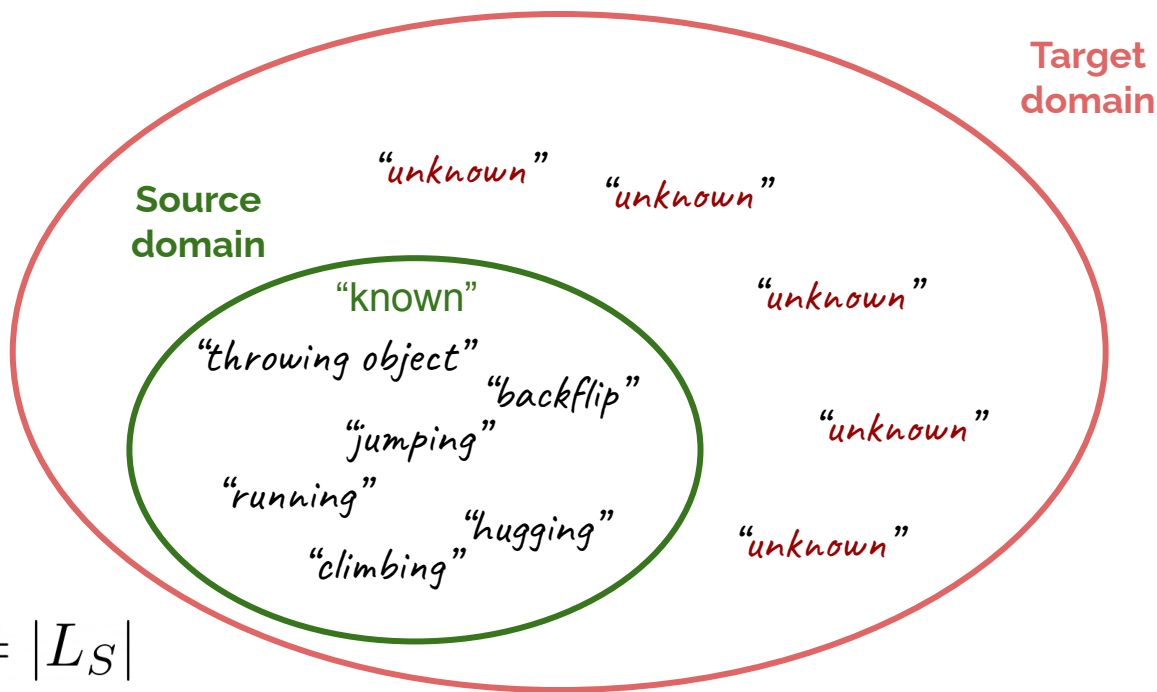 Target
domain
“unknown”
“unknown”
Source
domain
“known”
“unknown”
“throwing object”
“backflip”
“jumping”
“unknown”
“running”
“hugging”
“climbing”
“unknown”
= |L_S|